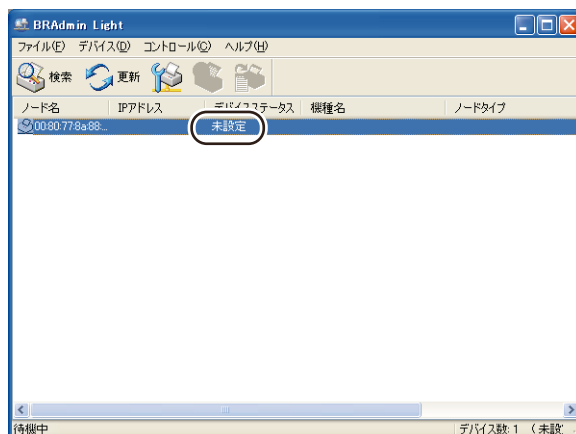 BRAdmin Light
ファイル(F) デバイス(D) コントロール(C) ヘルプ(H)
検索 更新
ノード名 IPアドレス デバイスステータス 機種名 ノードタイプ
00:80:77:8a:88:... 未設定
待機中 デバイス数: 1 ( 未設